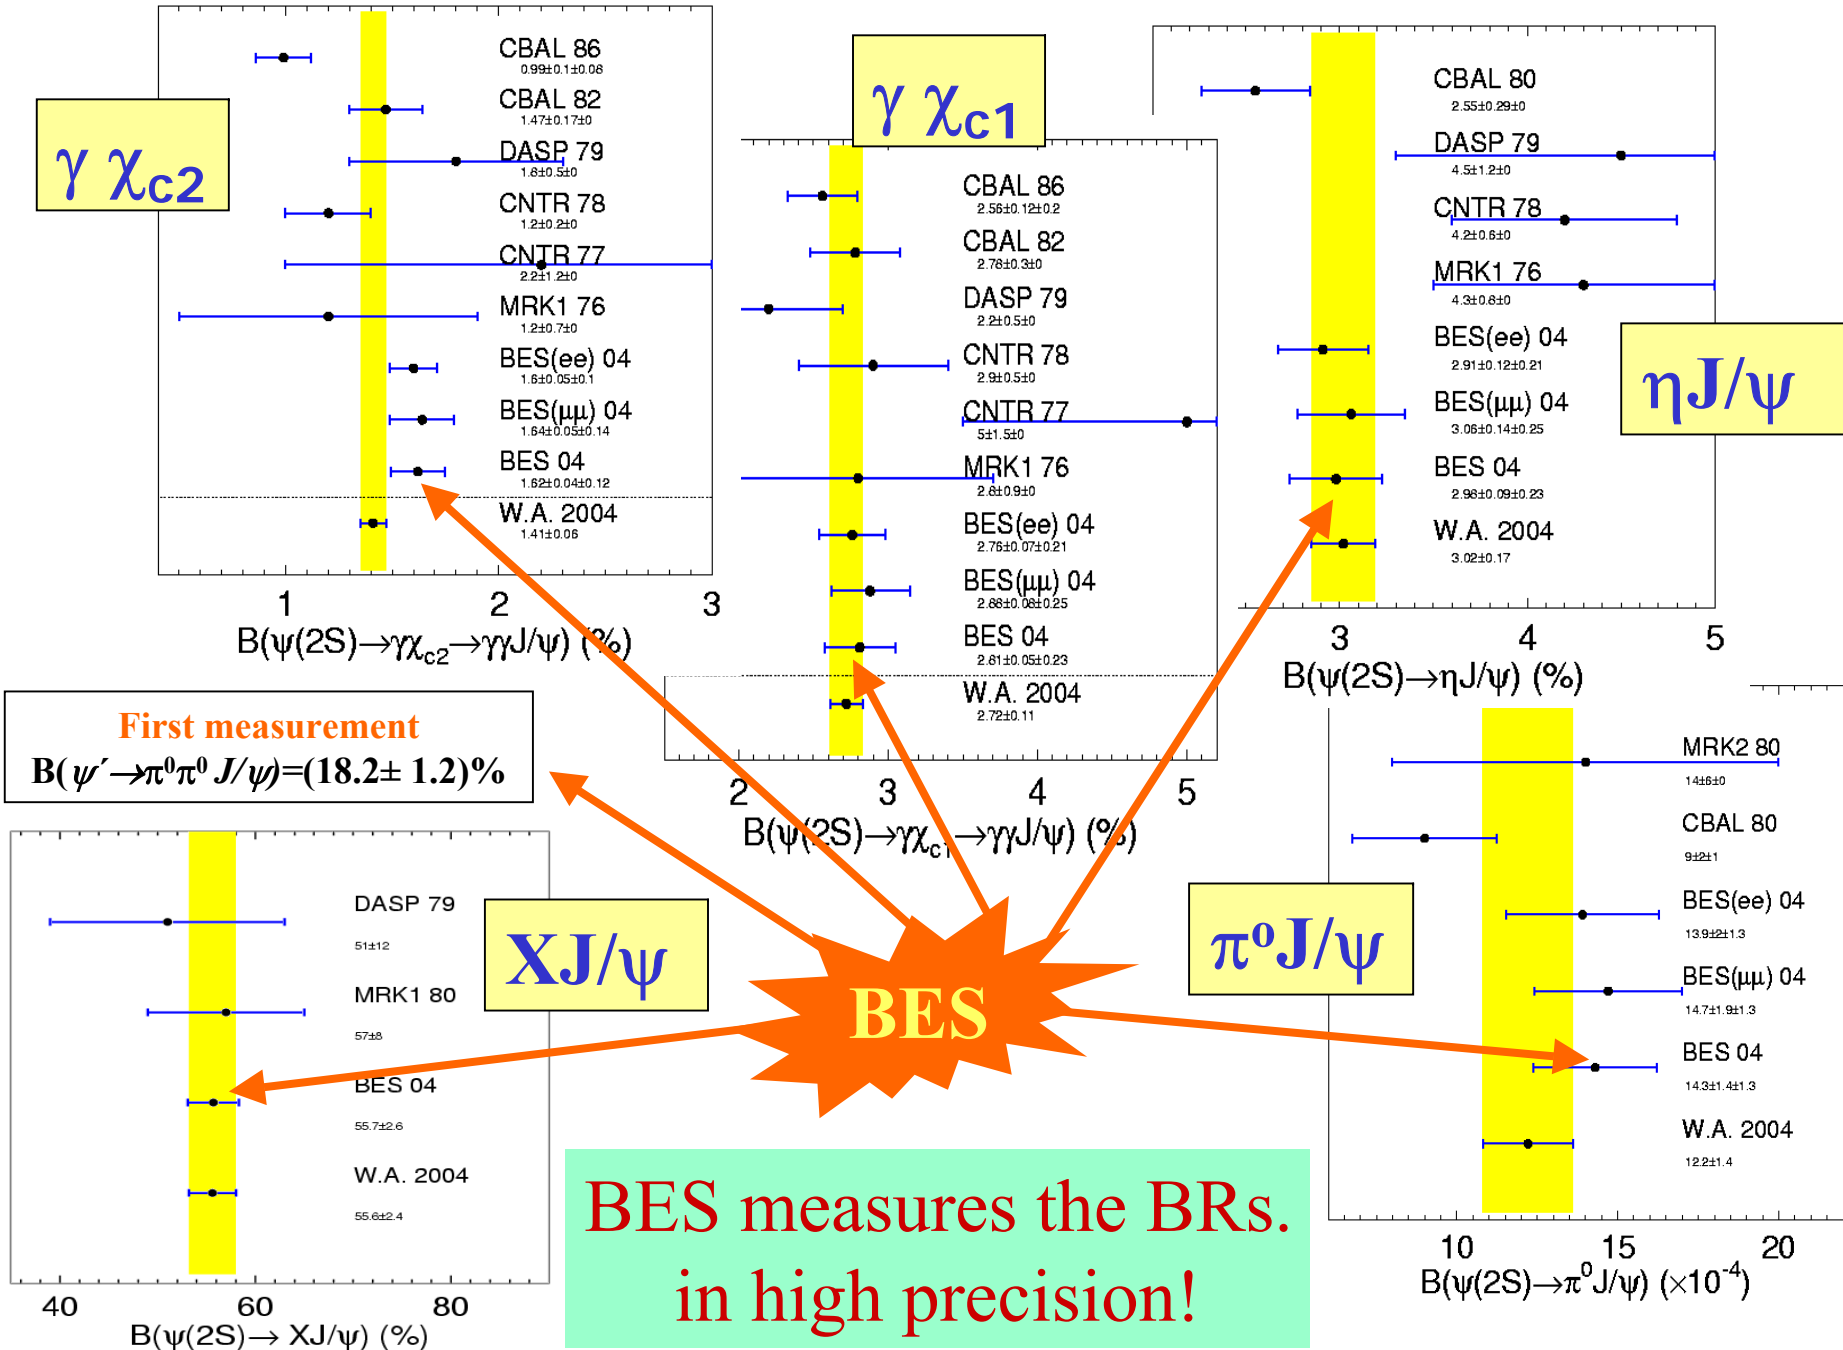 γ χc2
CBAL 86
0.99±0.1±0.08
CBAL 82
1.47±0.17±0
DASP 79
1.8±0.5±0
CNTR 78
1.2±0.2±0
CNTR 77
2.2±1.2±0
MRK1 76
1.2±0.7±0
BES(ee) 04
1.6±0.05±0.1
BES(μμ) 04
1.64±0.05±0.14
BES 04
1.62±0.04±0.12
W.A. 2004
1.41±0.06
1 2 3
B(ψ(2S)→γχc2→γγJ/ψ) (%)
γ χc1
CBAL 86
2.56±0.12±0.2
CBAL 82
2.78±0.3±0
DASP 79
2.2±0.5±0
CNTR 78
2.9±0.5±0
CNTR 77
5±1.5±0
MRK1 76
2.8±0.9±0
BES(ee) 04
2.76±0.07±0.21
BES(μμ) 04
2.88±0.06±0.25
BES 04
2.81±0.05±0.23
W.A. 2004
2.72±0.11
2 3 4 5
B(ψ(2S)→γχc1→γγJ/ψ) (%)
ηJ/ψ
CBAL 80
2.55±0.29±0
DASP 79
4.5±1.2±0
CNTR 78
4.2±0.6±0
MRK1 76
4.3±0.8±0
BES(ee) 04
2.91±0.12±0.21
BES(μμ) 04
3.06±0.14±0.25
BES 04
2.98±0.09±0.23
W.A. 2004
3.02±0.17
3 4 5
B(ψ(2S)→ηJ/ψ) (%)
First measurement
B(ψ′→π⁰π⁰ J/ψ)=(18.2± 1.2)%
XJ/ψ
DASP 79
51±12
MRK1 80
57±8
BES 04
55.7±2.6
W.A. 2004
55.6±2.4
40 60 80
B(ψ(2S)→ XJ/ψ) (%)
BES
π⁰J/ψ
MRK2 80
14±6±0
CBAL 80
9±2±1
BES(ee) 04
13.9±2±1.3
BES(μμ) 04
14.7±1.9±1.3
BES 04
14.3±1.4±1.3
W.A. 2004
12.2±1.4
10 15 20
B(ψ(2S)→π⁰J/ψ) (×10⁻⁴)
BES measures the BRs.
in high precision!